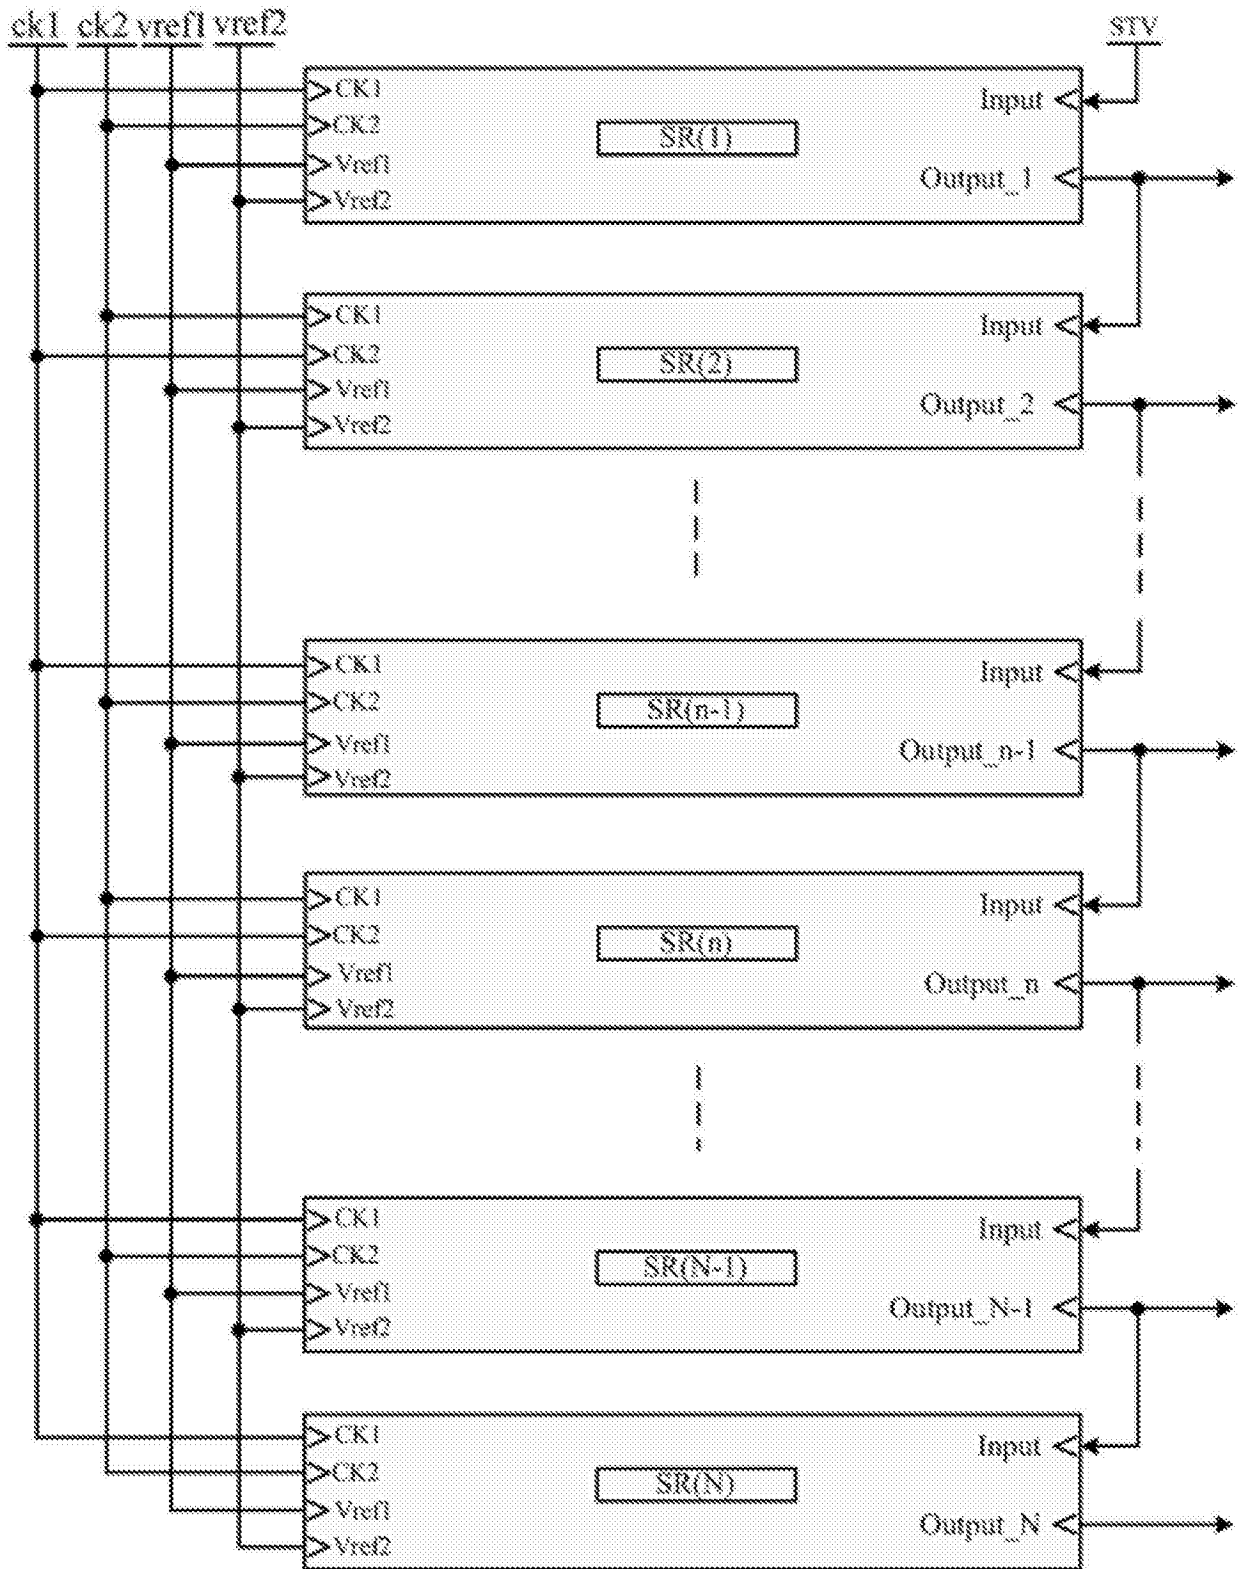 ck1 ck2 vref1 vref2 STV
CK1
Input
CK2
SR(1)
Vref1
Output_1
Vref2
CK1
Input
CK2
SR(2)
Vref1
Output_2
Vref2
CK1
Input
CK2
SR(n-1)
Vref1
Output_n-1
Vref2
CK1
Input
CK2
SR(n)
Vref1
Output_n
Vref2
CK1
Input
CK2
SR(N-1)
Vref1
Output_N-1
Vref2
CK1
Input
CK2
SR(N)
Vref1
Output_N
Vref2